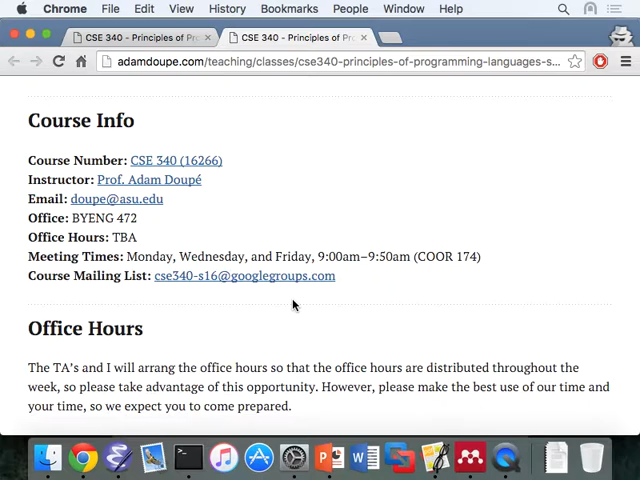 Chrome File Edit View History Bookmarks People Window Help
CSE 340 - Principles of Pr
CSE 340 - Principles of Pr
adamdoupe.com/teaching/classes/cse340-principles-of-programming-languages-s...
Course Info
Course Number: CSE 340 (16266)
Instructor: Prof. Adam Doupé
Email: doupe@asu.edu
Office: BYENG 472
Office Hours: TBA
Meeting Times: Monday, Wednesday, and Friday, 9:00am–9:50am (COOR 174)
Course Mailing List: cse340-s16@googlegroups.com
Office Hours
The TA's and I will arrang the office hours so that the office hours are distributed throughout the
week, so please take advantage of this opportunity. However, please make the best use of our time and
your time, so we expect you to come prepared.